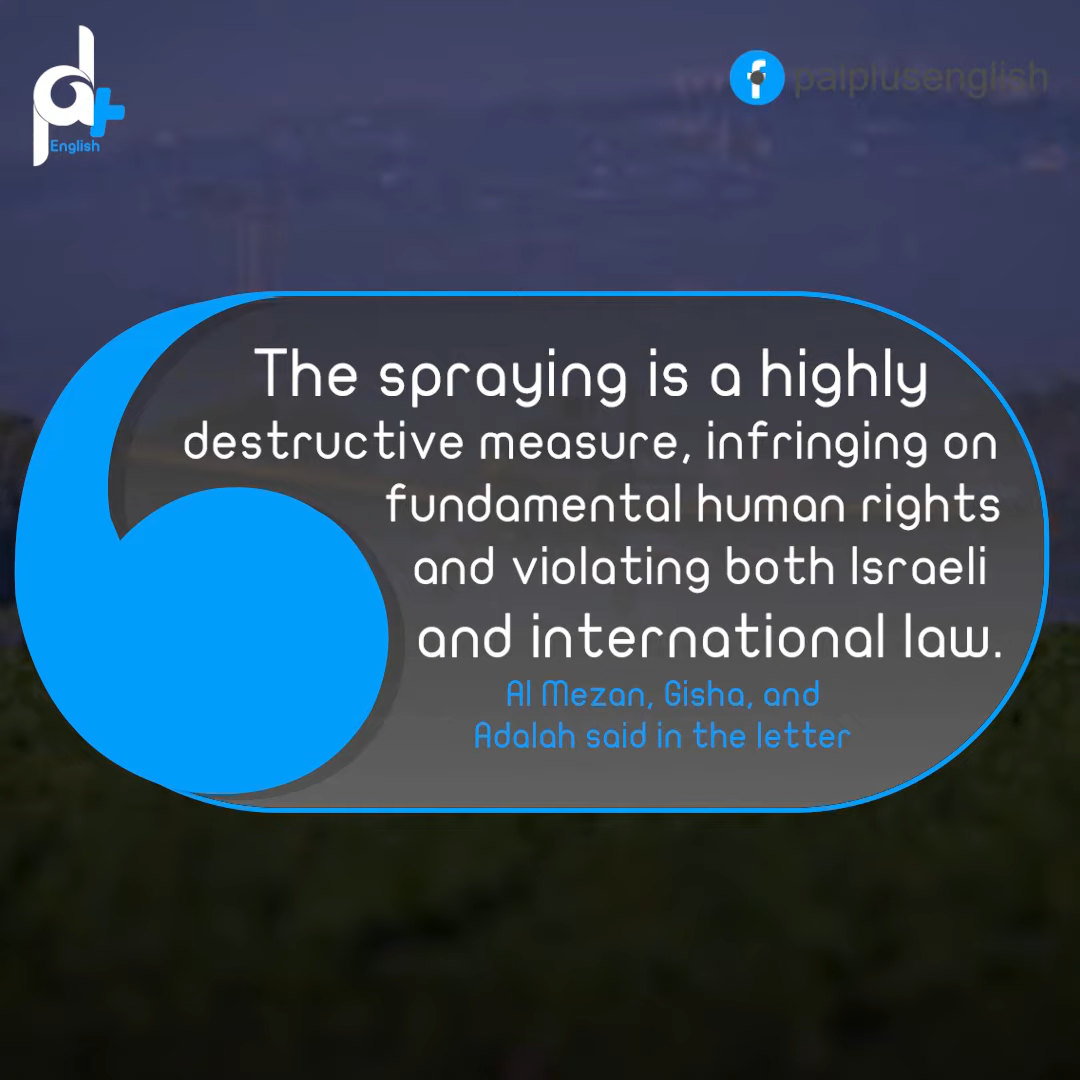 English
palplusenglish
The spraying is a highly
destructive measure, infringing on
fundamental human rights
and violating both Israeli
and international law.
Al Mezan, Gisha, and
Adalah said in the letter